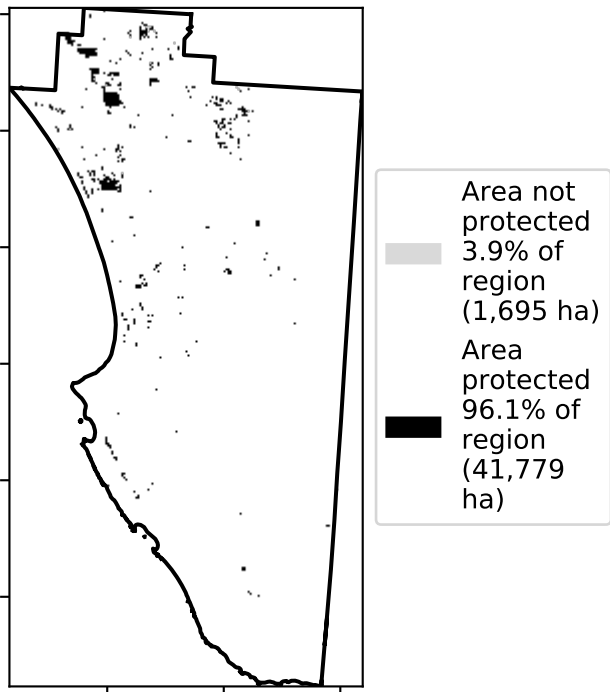 Area not
protected
3.9% of
region
(1,695 ha)
Area
protected
96.1% of
region
(41,779
ha)